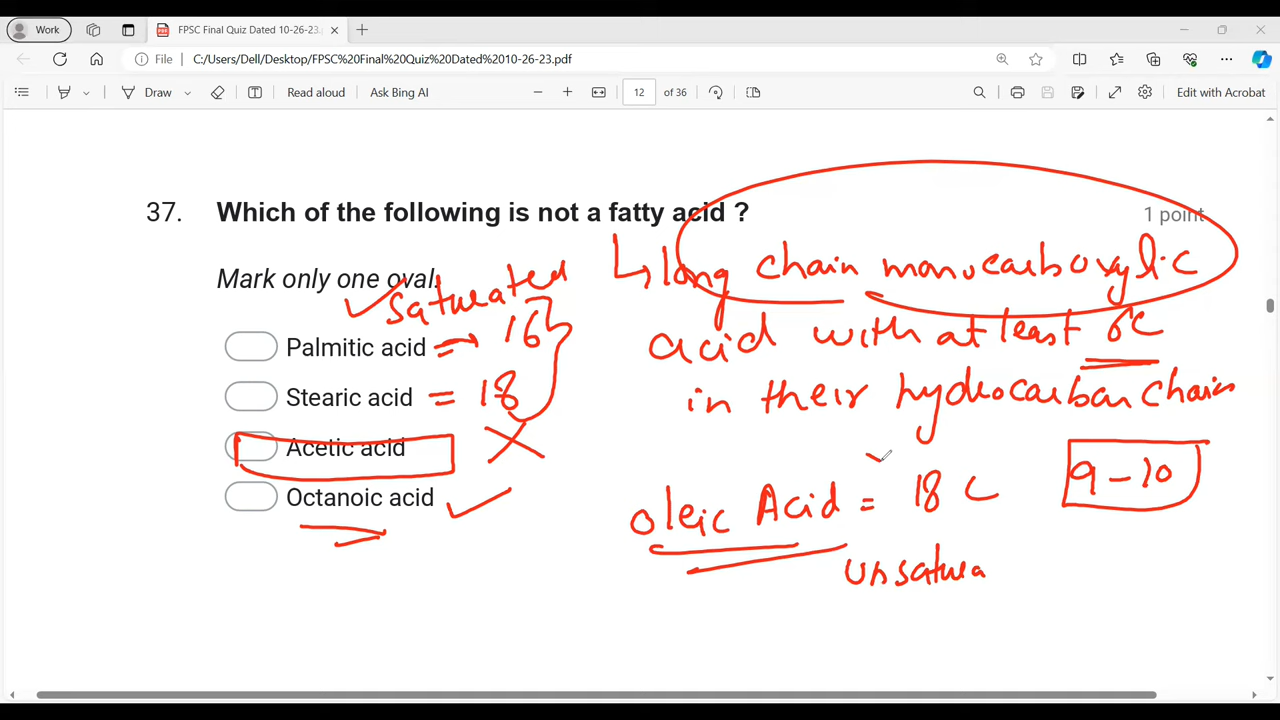 Work
FPSC Final Quiz Dated 10-26-23.
File C:/Users/Dell/Desktop/FPSC%20Final%20Quiz%20Dated%2010-26-23.pdf
Draw Read aloud Ask Bing AI 12 of 36 Edit with Acrobat
37. Which of the following is not a fatty acid ? 1 point
long chain monocarboxylic
Mark only one oval.
saturated
acid with at least 6C
Palmitic acid = 16
in their hydrocarbon chain
Stearic acid = 18
Acetic acid
9-10
Octanoic acid
oleic Acid = 18 C
Unsatura